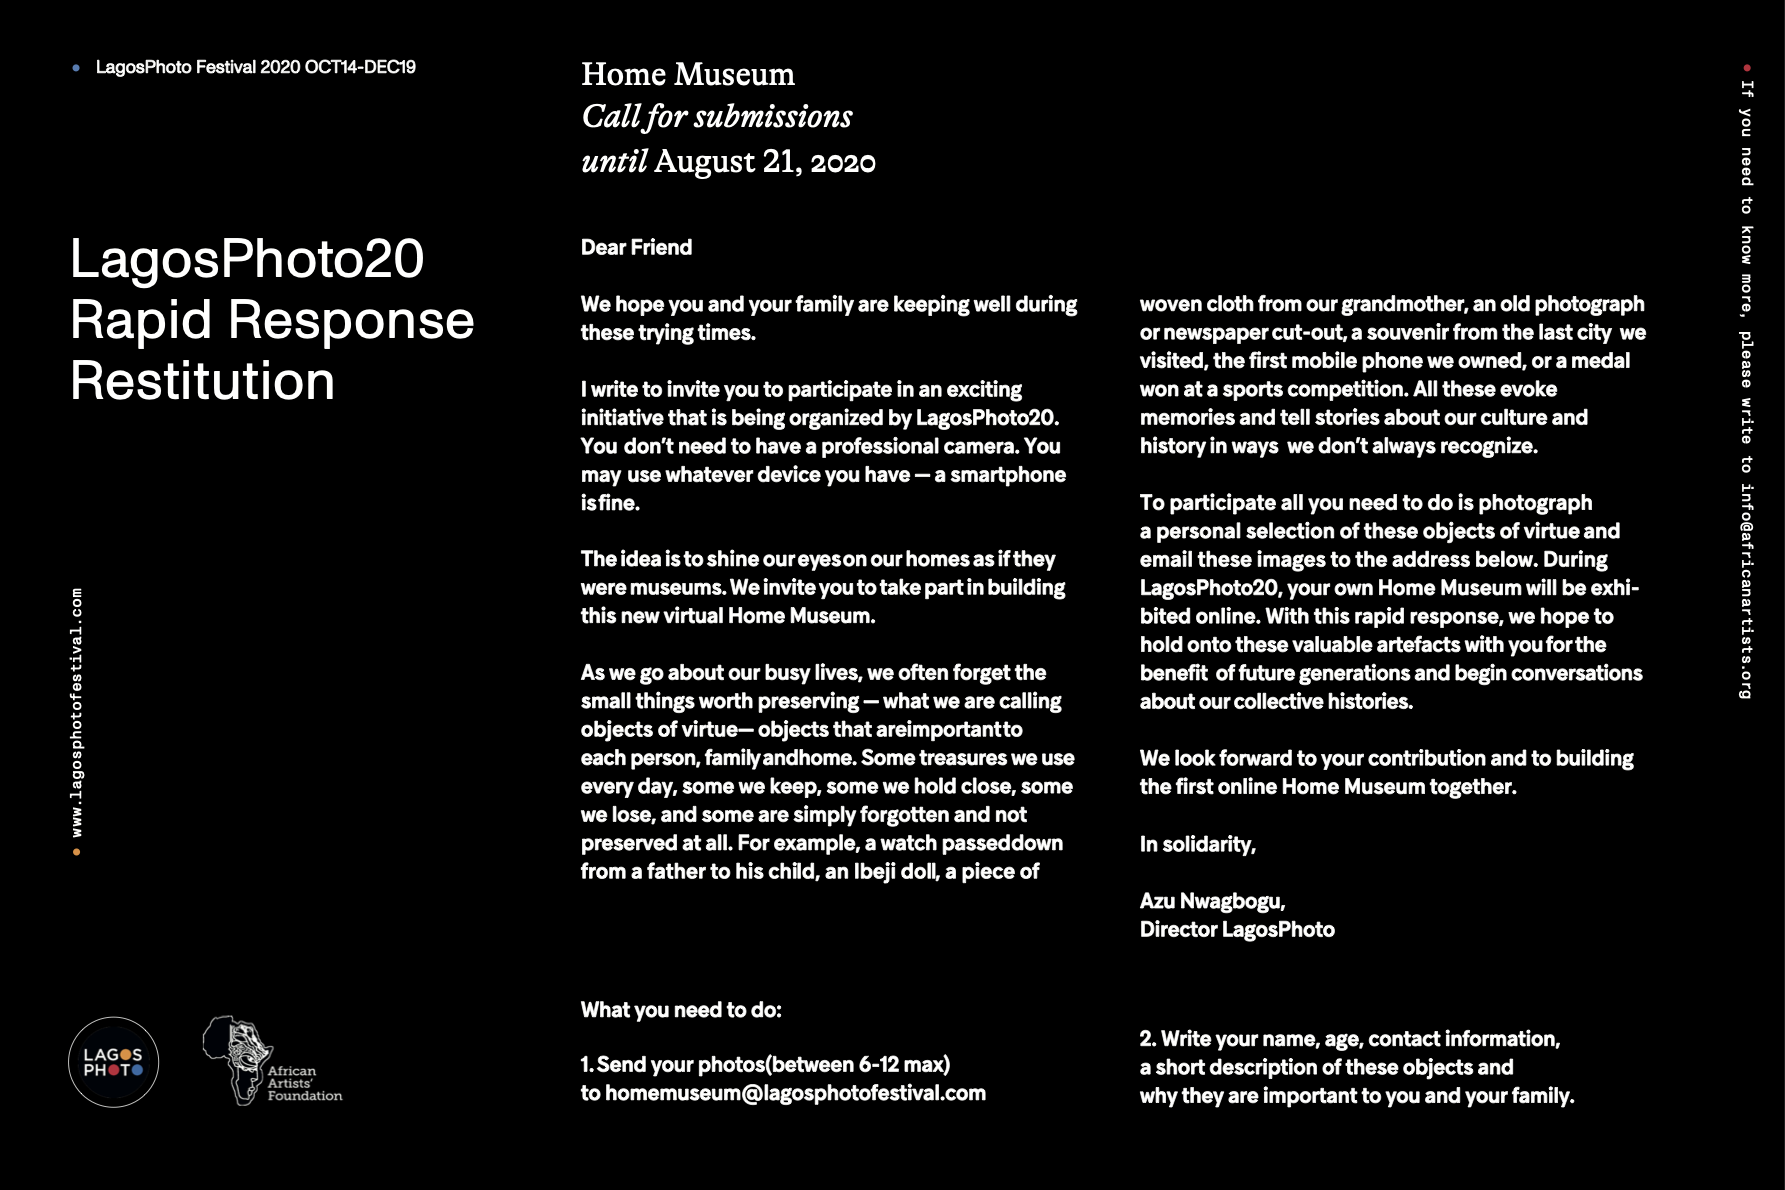 LagosPhoto Festival 2020 OCT14-DEC19
Home Museum
Call for submissions
until August 21, 2020
LagosPhoto20
Rapid Response
Restitution
Dear Friend
We hope you and your family are keeping well during
these trying times.
I write to invite you to participate in an exciting
initiative that is being organized by LagosPhoto20.
You don’t need to have a professional camera. You
may use whatever device you have — a smartphone
isfine.
The idea is to shine our eyes on our homes as if they
were museums. We invite you to take part in building
this new virtual Home Museum.
As we go about our busy lives, we often forget the
small things worth preserving — what we are calling
objects of virtue— objects that areimportantto
each person, family andhome. Some treasures we use
every day, some we keep, some we hold close, some
we lose, and some are simply forgotten and not
preserved at all. For example, a watch passeddown
from a father to his child, an Ibeji doll, a piece of
woven cloth from our grandmother, an old photograph
or newspaper cut-out, a souvenir from the last city we
visited, the first mobile phone we owned, or a medal
won at a sports competition. All these evoke
memories and tell stories about our culture and
history in ways we don’t always recognize.
To participate all you need to do is photograph
a personal selection of these objects of virtue and
email these images to the address below. During
LagosPhoto20, your own Home Museum will be exhi-
bited online. With this rapid response, we hope to
hold onto these valuable artefacts with you for the
benefit of future generations and begin conversations
about our collective histories.
We look forward to your contribution and to building
the first online Home Museum together.
In solidarity,
Azu Nwagbogu,
Director LagosPhoto
What you need to do:
1. Send your photos(between 6-12 max)
to homemuseum@lagosphotofestival.com
2. Write your name, age, contact information,
a short description of these objects and
why they are important to you and your family.
www.lagosphotofestival.com
If you need to know more, please write to info@africanartists.org
LAGOS
PHOTO
African
Artists’
Foundation